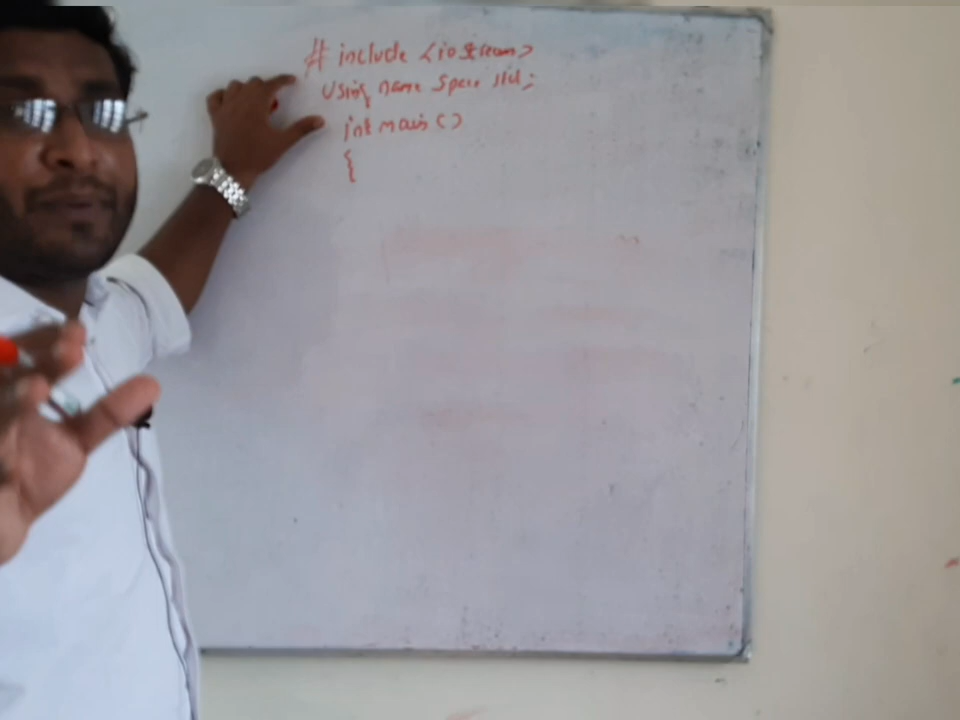 # include <iostream>
Using name space std;
int main ( )
{